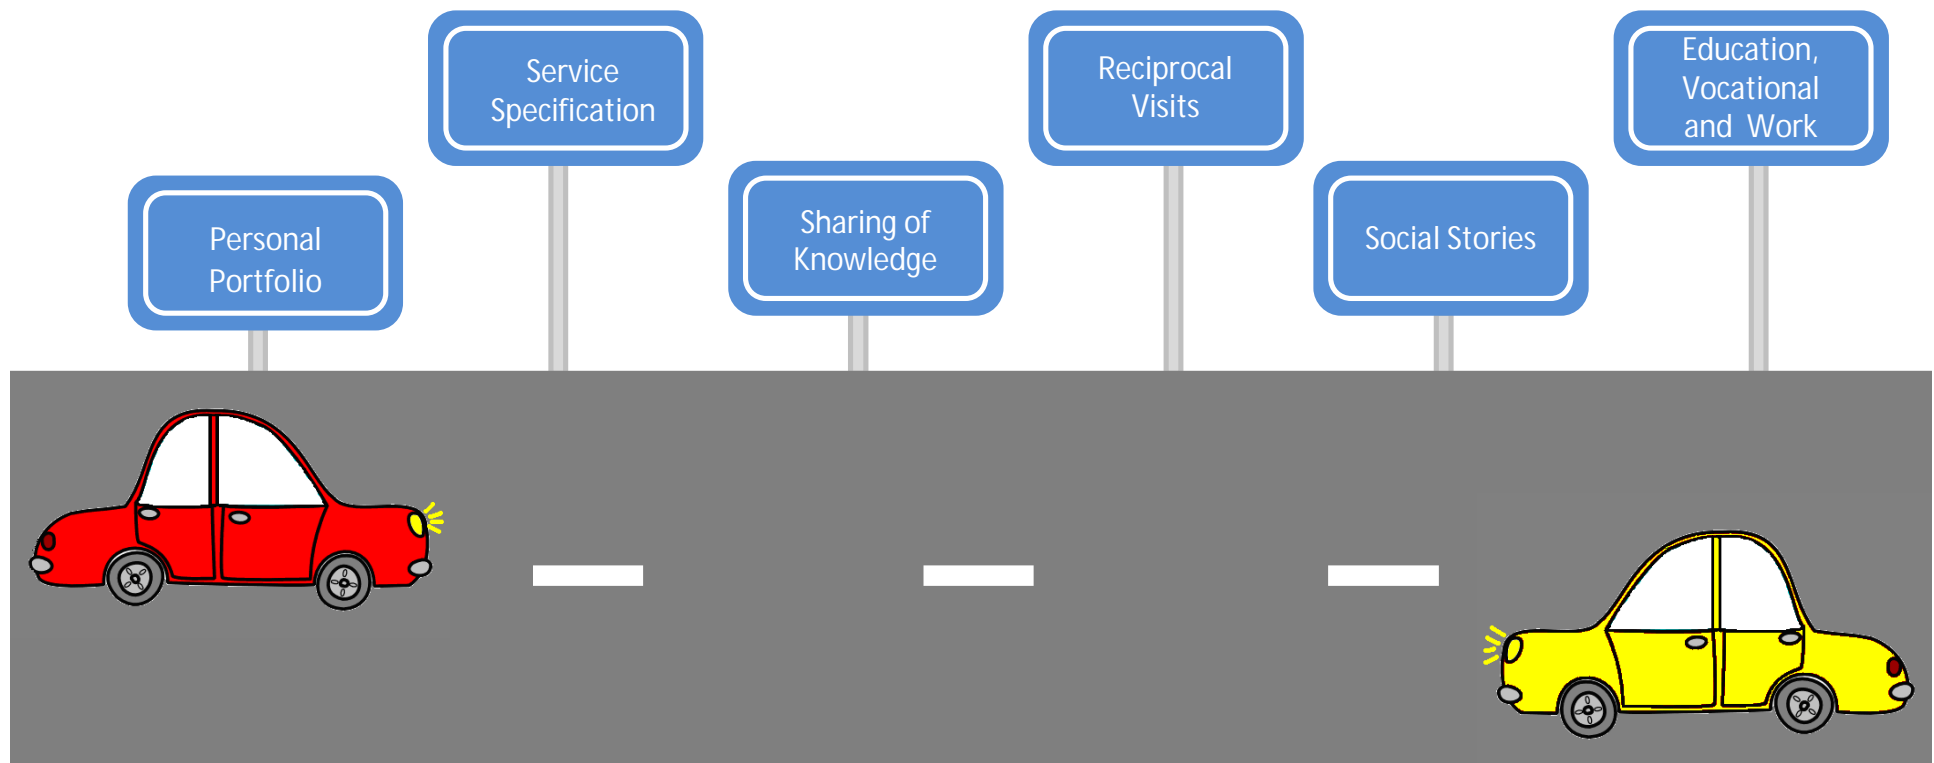 Personal
Portfolio
Service
Specification
Sharing of
Knowledge
Reciprocal
Visits
Social Stories
Education,
Vocational
and Work